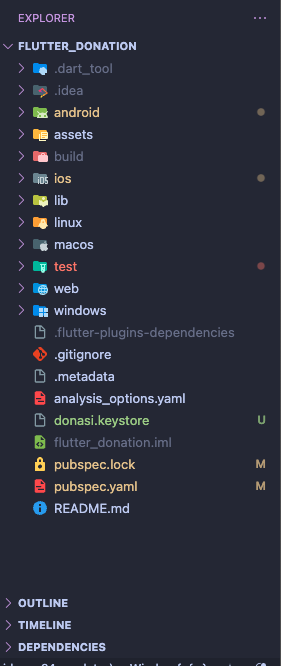 EXPLORER
FLUTTER_DONATION
.dart_tool
.idea
android
assets
build
ios
lib
linux
macos
test
web
windows
.flutter-plugins-dependencies
.gitignore
.metadata
analysis_options.yaml
donasi.keystore U
flutter_donation.iml
pubspec.lock M
pubspec.yaml M
README.md
OUTLINE
TIMELINE
DEPENDENCIES